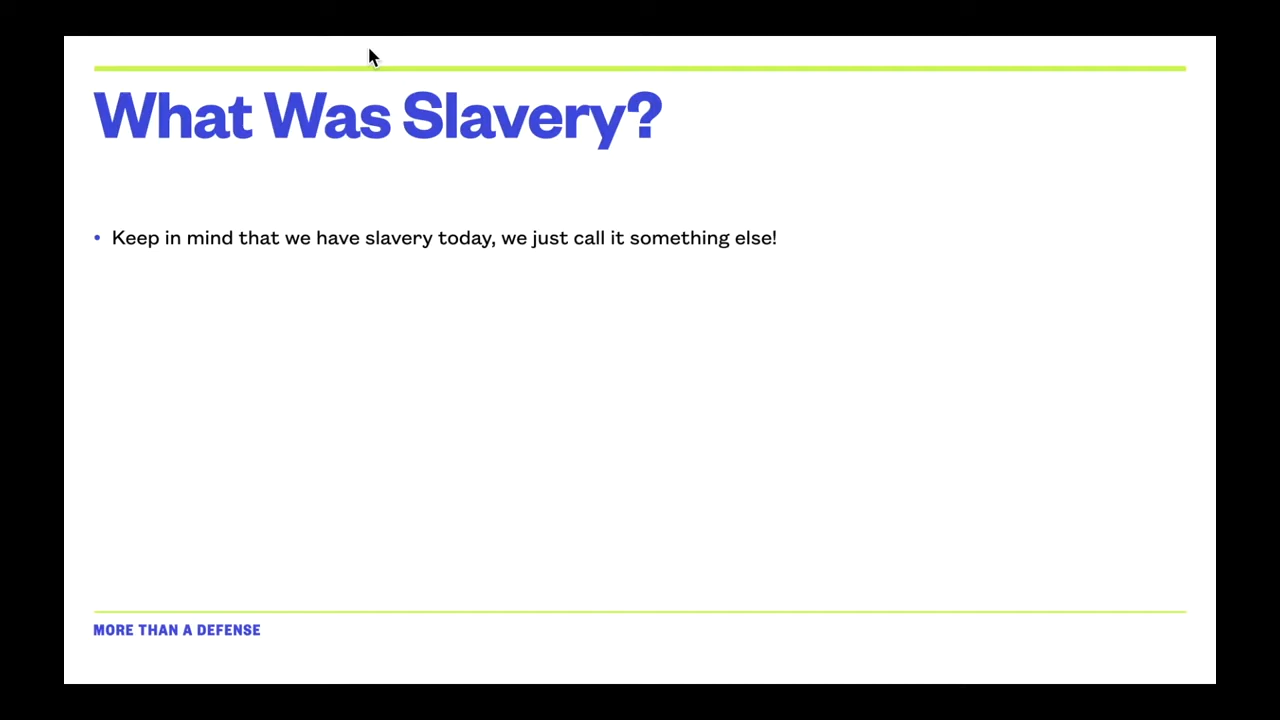 What Was Slavery?
• Keep in mind that we have slavery today, we just call it something else!
MORE THAN A DEFENSE